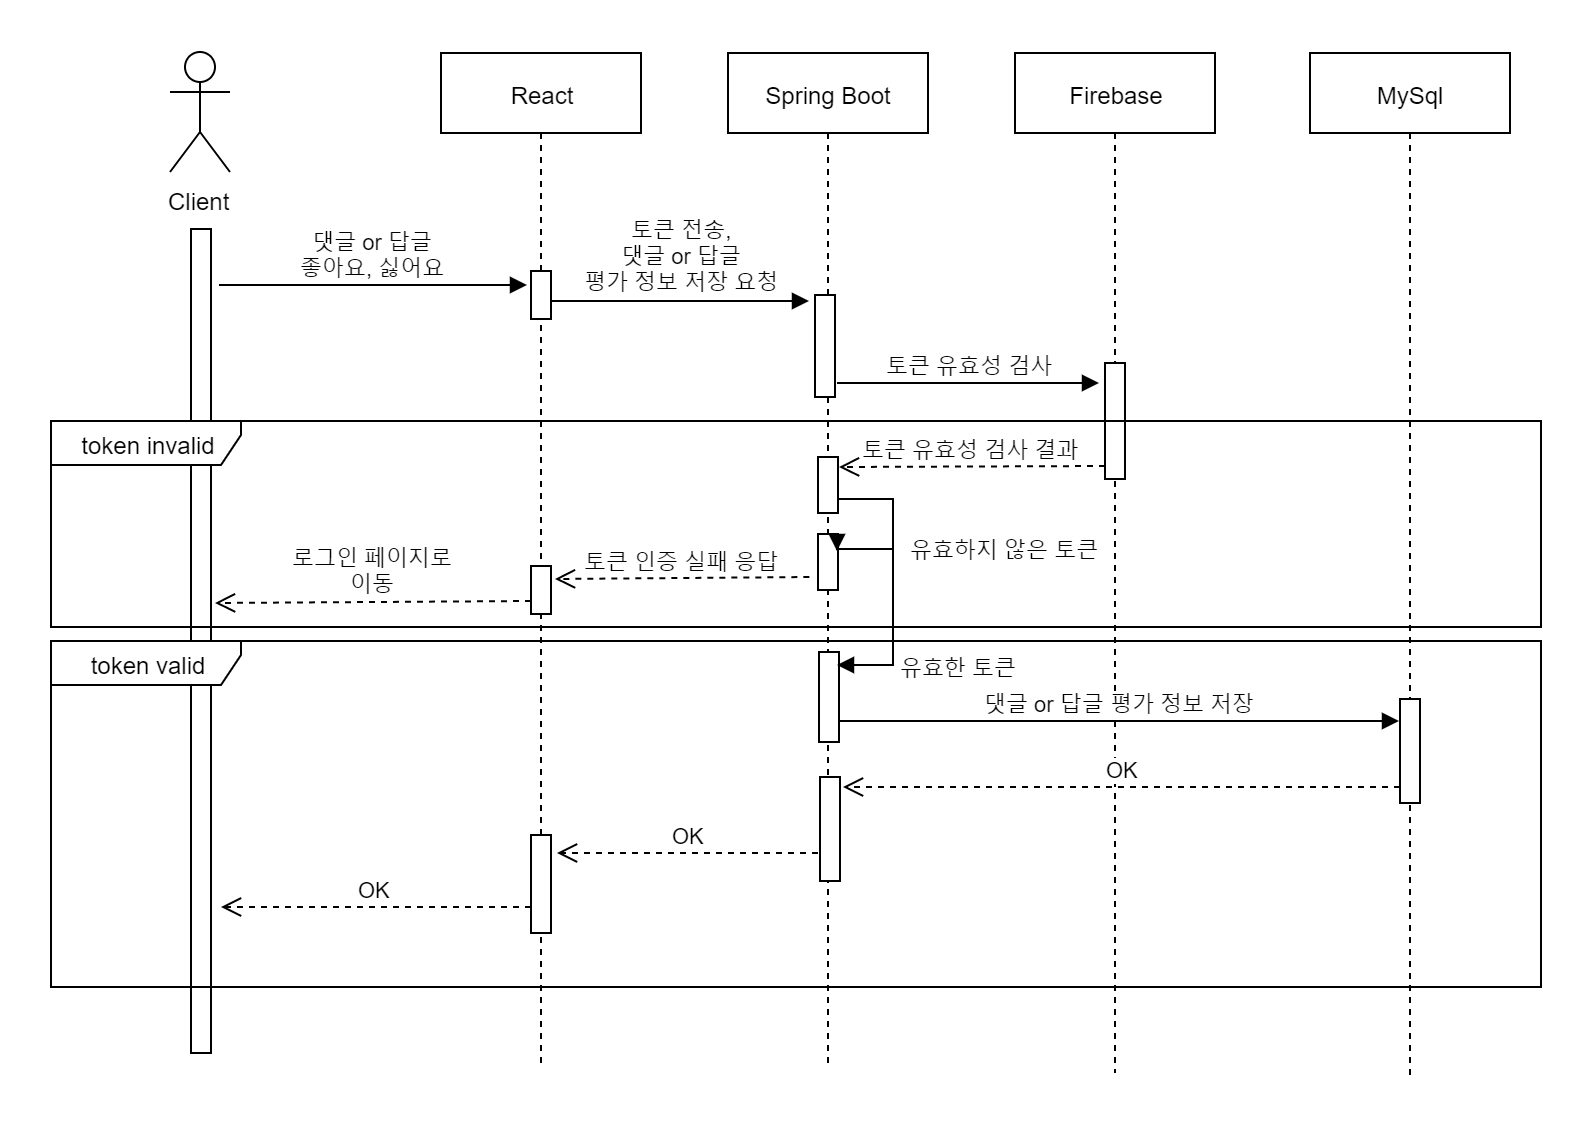 React
Spring Boot
Firebase
MySql
Client
댓글 or 답글
좋아요, 싫어요
토큰 전송,
댓글 or 답글
평가 정보 저장 요청
토큰 유효성 검사
token invalid
토큰 유효성 검사 결과
유효하지 않은 토큰
토큰 인증 실패 응답
로그인 페이지로
이동
token valid
유효한 토큰
댓글 or 답글 평가 정보 저장
OK
OK
OK